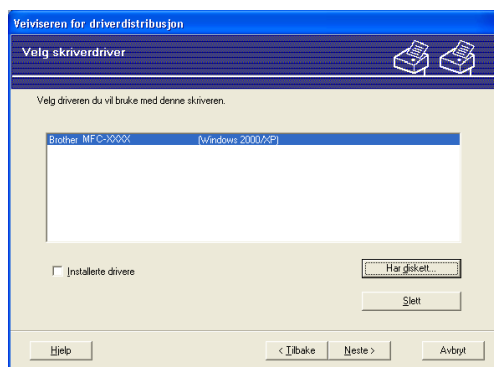 Veiviseren for driverdistribusjon
Velg skriverdriver
Velg driveren du vil bruke med denne skriveren.
Brother MFC-XXXX (Windows 2000/XP)
Installerte drivere
Har diskett...
Slett
Hjelp
< Tilbake
Neste >
Avbryt